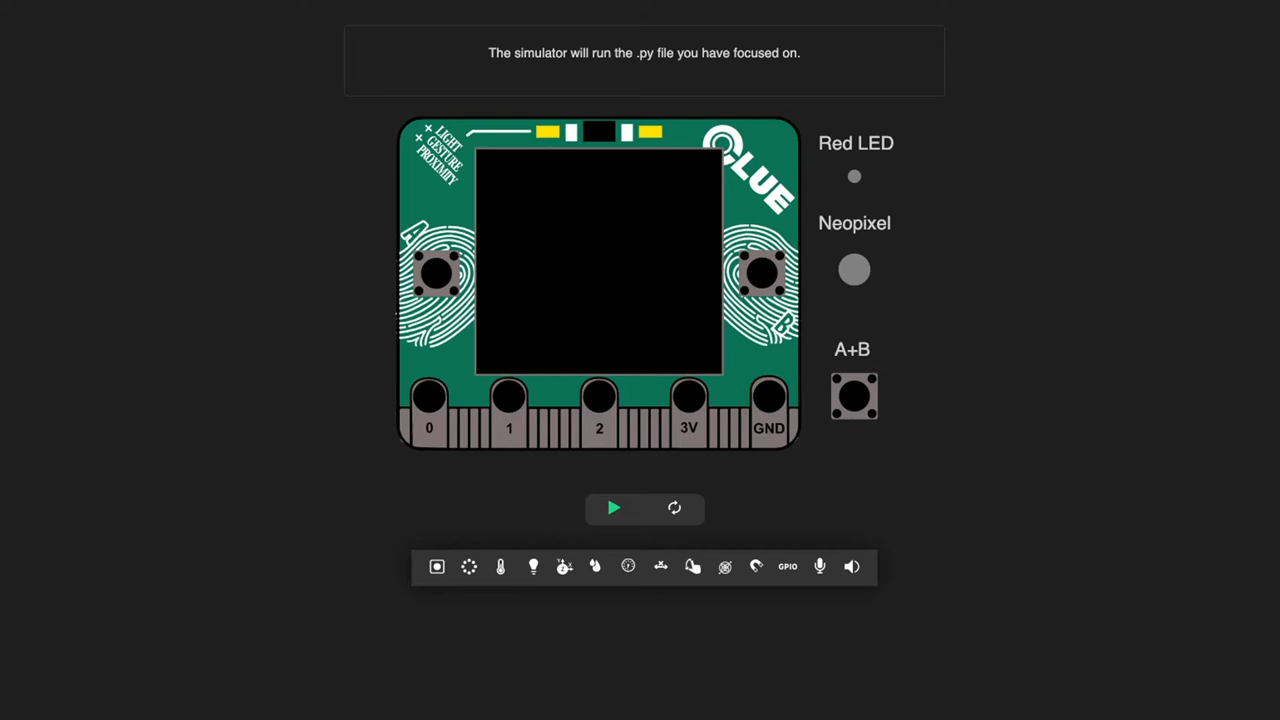 The simulator will run the .py file you have focused on.
+ LIGHT
GESTURE
+ PROXIMITY
CLUE
Red LED
Neopixel
A
B
A+B
0
1
2
3V
GND
GPIO